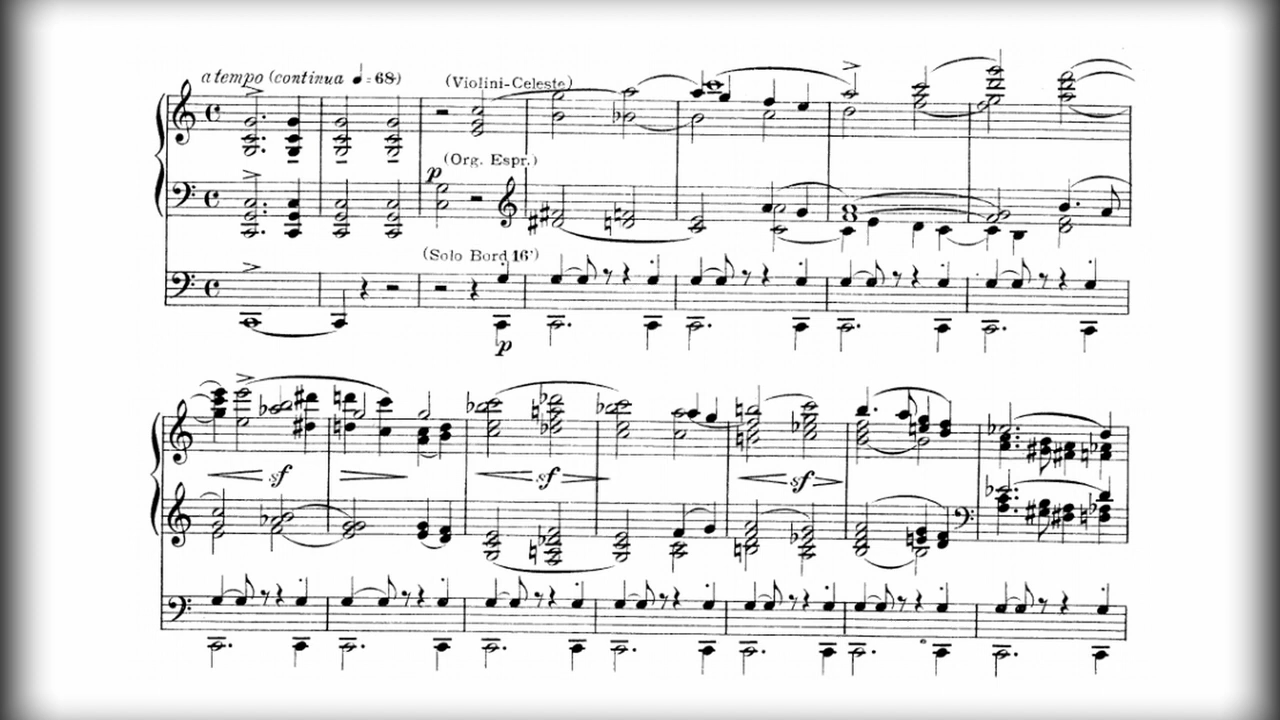 a tempo (continua ♩ = 68)
(Violini-Celeste)
(Org. Espr.)
p
(Solo Bord 16')
p
sf
sf
sf